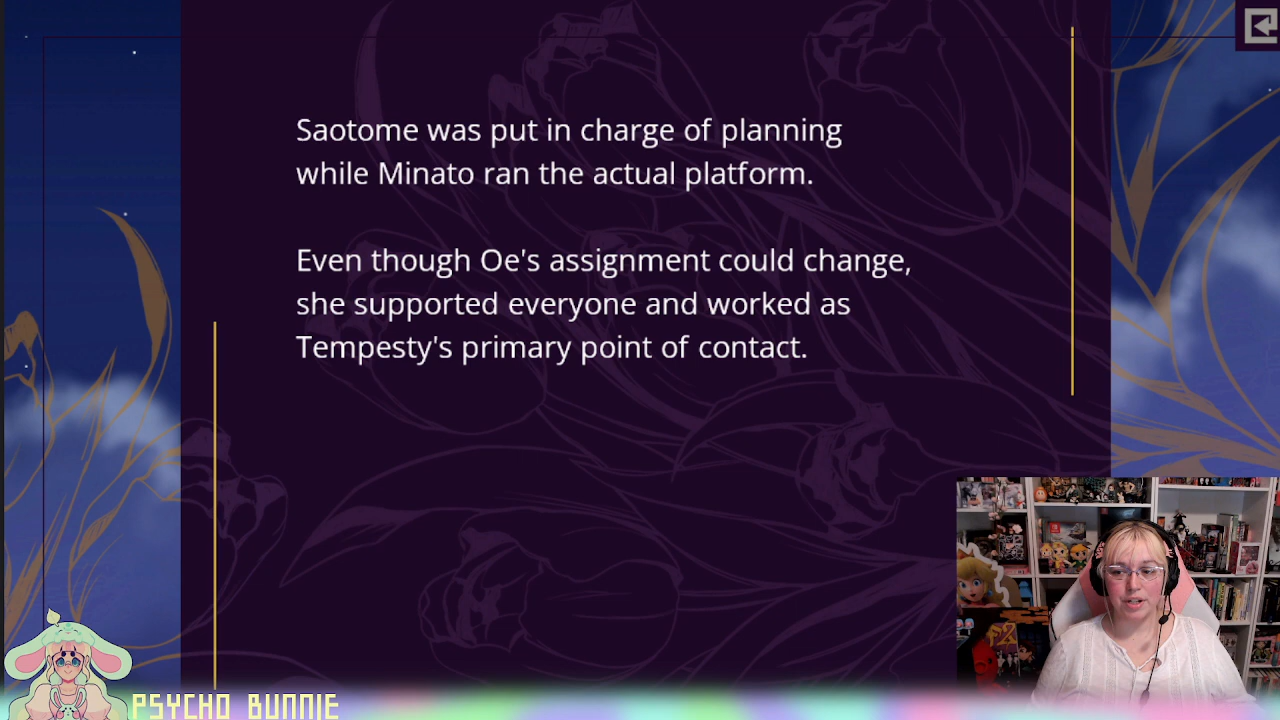 Saotome was put in charge of planning
while Minato ran the actual platform.
Even though Oe's assignment could change,
she supported everyone and worked as
Tempesty's primary point of contact.
PSYCHO BUNNIE